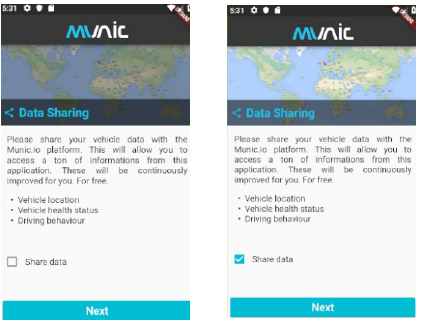 5:31
MUNIC
Data Sharing
Please share your vehicle data with the
Munic.io platform. This will allow you to
access a ton of informations from this
application. These will be continuously
improved for you. For free.
• Vehicle location
• Vehicle health status
• Driving behaviour
Share data
Next
5:31
MUNIC
Data Sharing
Please share your vehicle data with the
Munic.io platform. This will allow you to
access a ton of informations from this
application. These will be continuously
improved for you. For free.
• Vehicle location
• Vehicle health status
• Driving behaviour
Share data
Next